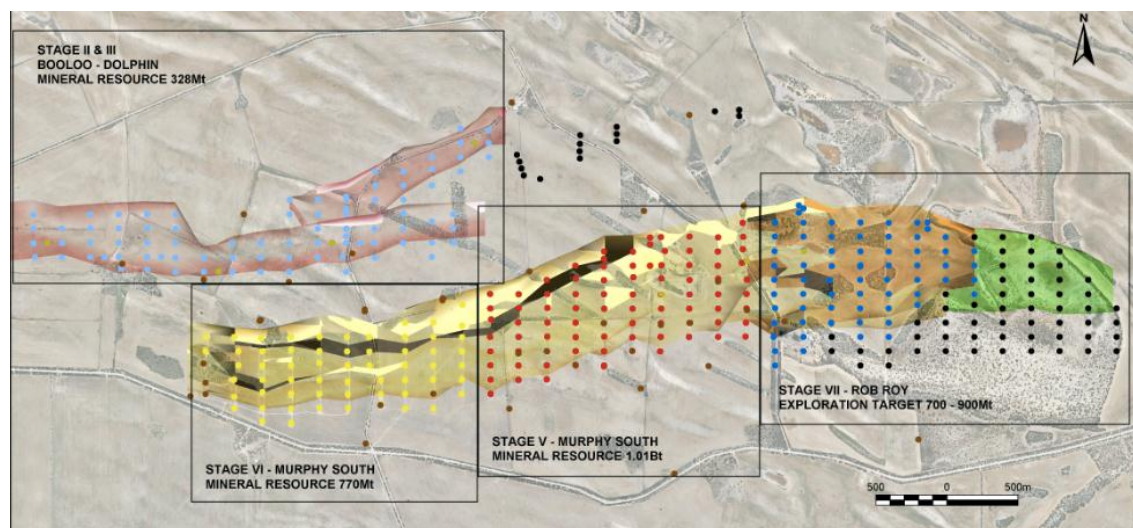 STAGE II & III
BOOLOO - DOLPHIN
MINERAL RESOURCE 328Mt
N
STAGE VII - ROB ROY
EXPLORATION TARGET 700 - 900Mt
STAGE V - MURPHY SOUTH
MINERAL RESOURCE 1.01Bt
STAGE VI - MURPHY SOUTH
MINERAL RESOURCE 770Mt
500 0 500m